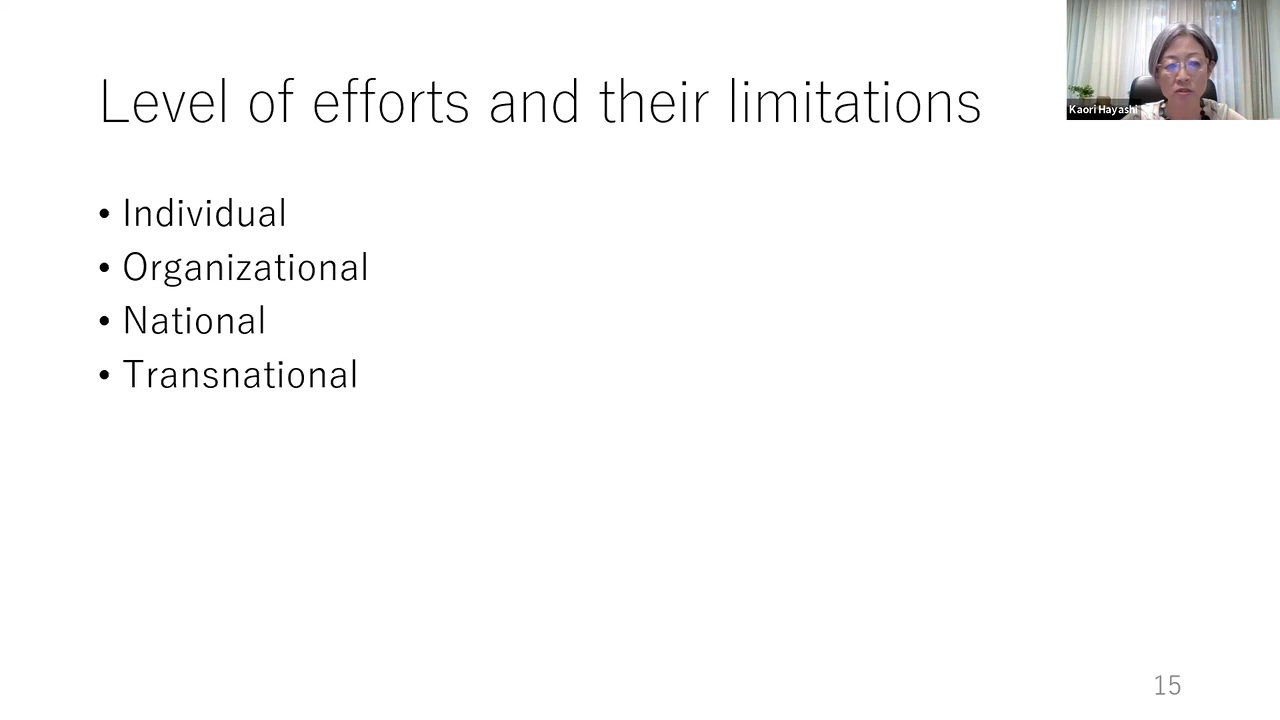 Level of efforts and their limitations
Kaori Hayashi
• Individual
• Organizational
• National
• Transnational
15